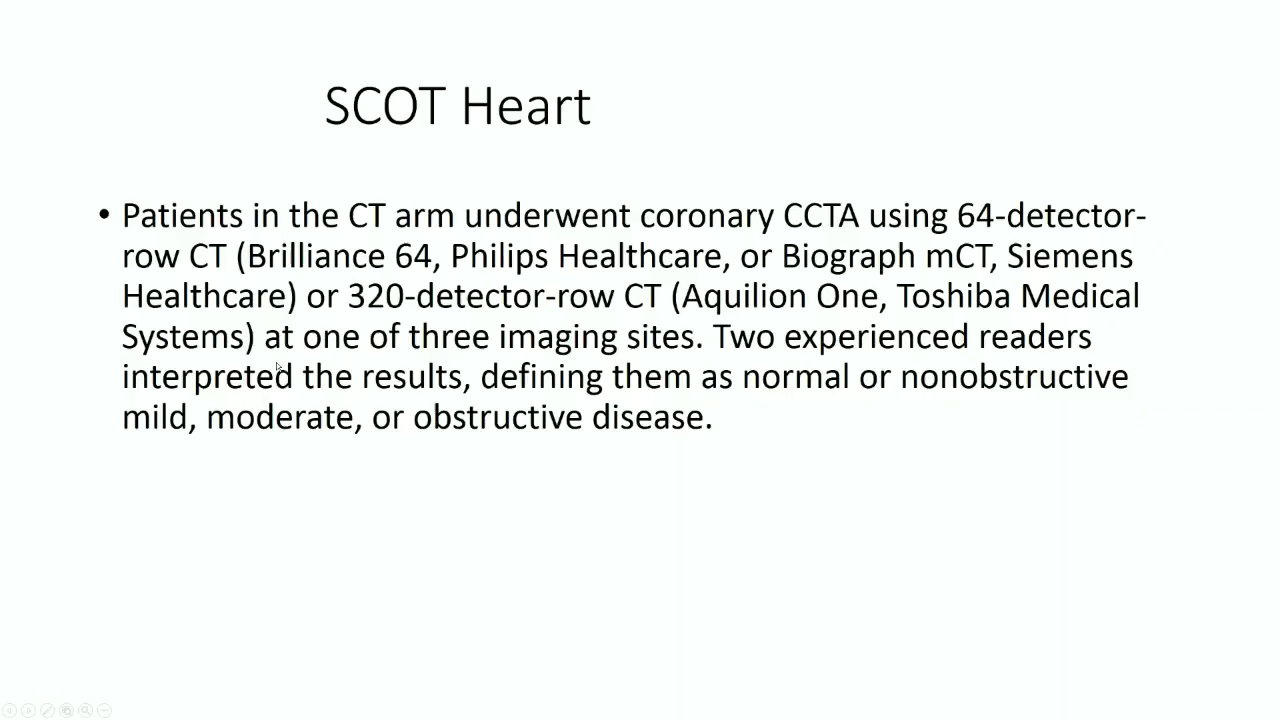 SCOT Heart
• Patients in the CT arm underwent coronary CCTA using 64-detector-
row CT (Brilliance 64, Philips Healthcare, or Biograph mCT, Siemens
Healthcare) or 320-detector-row CT (Aquilion One, Toshiba Medical
Systems) at one of three imaging sites. Two experienced readers
interpreted the results, defining them as normal or nonobstructive
mild, moderate, or obstructive disease.